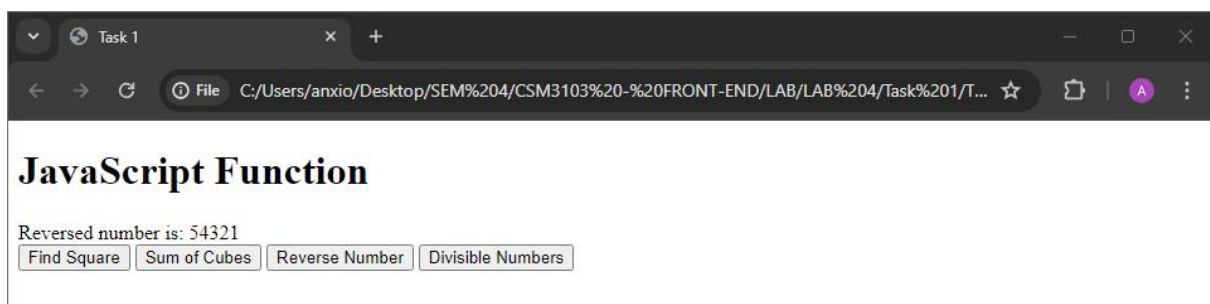 Task 1
File C:/Users/anxio/Desktop/SEM%204/CSM3103%20-%20FRONT-END/LAB/LAB%204/Task%201/T... A
JavaScript Function
Reversed number is: 54321
Find Square Sum of Cubes Reverse Number Divisible Numbers